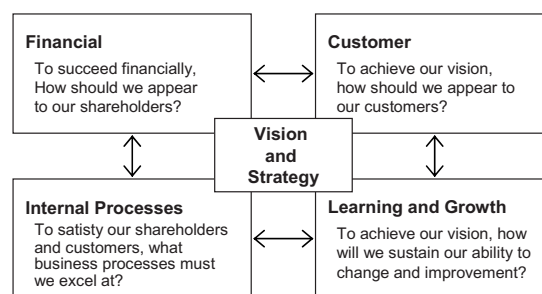 Financial
To succeed financially,
How should we appear
to our shareholders?
Customer
To achieve our vision,
how should we appear to
our customers?
Vision
and
Strategy
Internal Processes
To satisty our shareholders
and customers, what
business processes must
we excel at?
Learning and Growth
To achieve our vision, how
will we sustain our ability to
change and improvement?